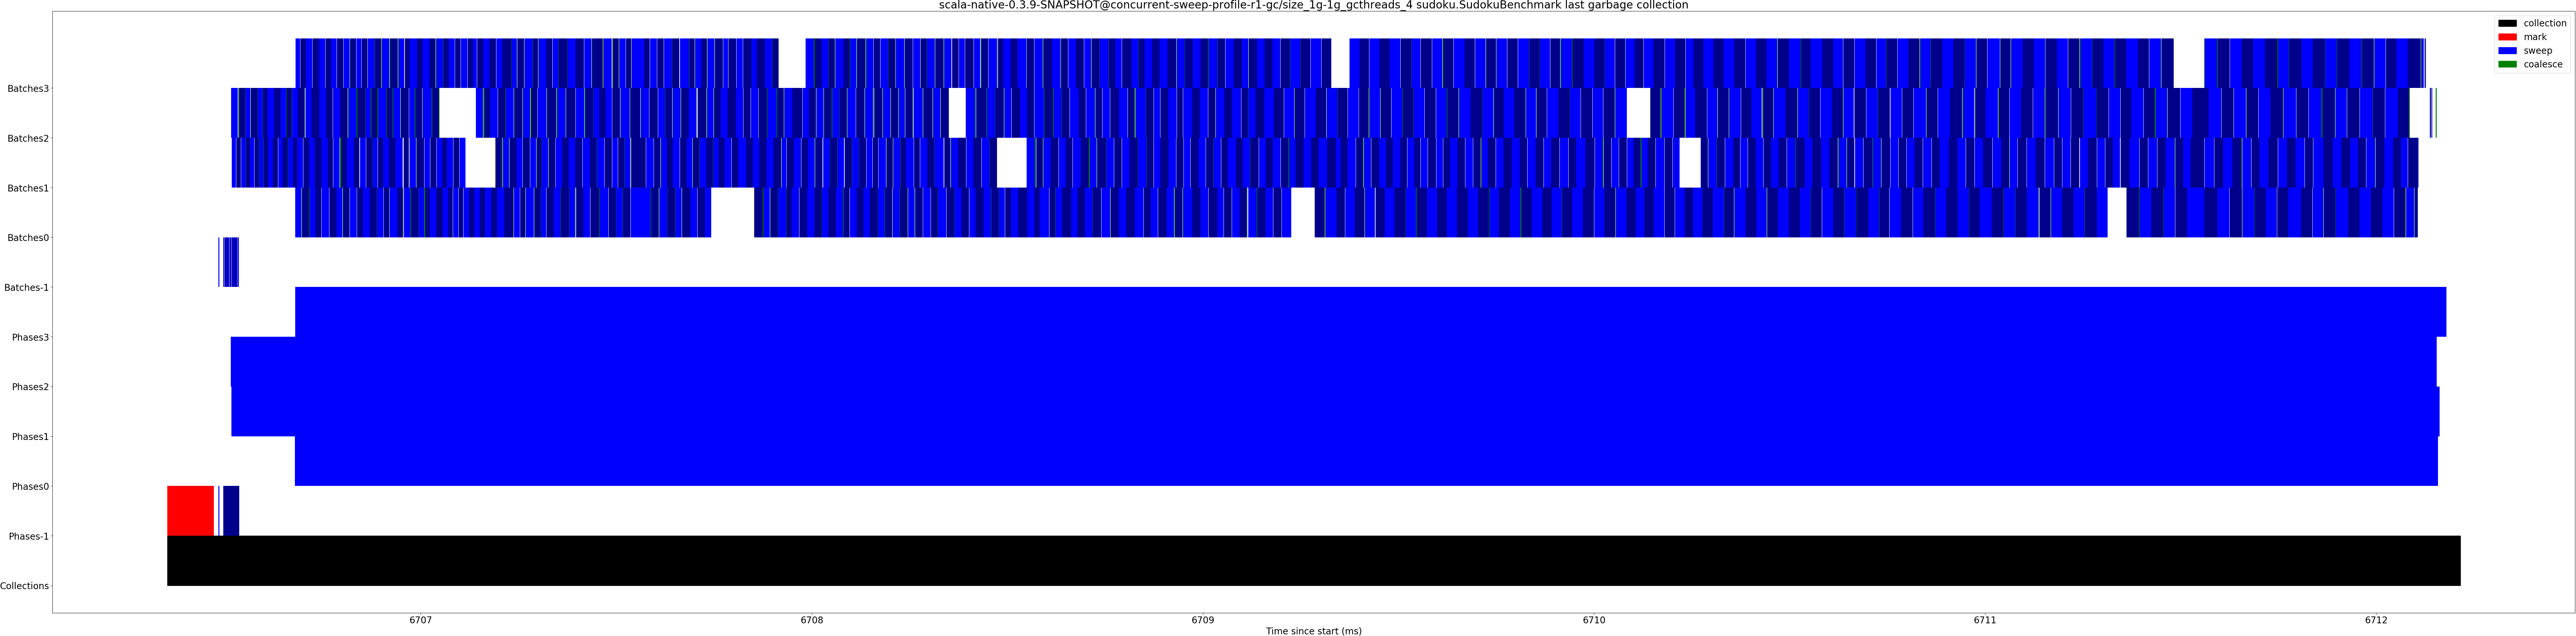 scala-native-0.3.9-SNAPSHOT@concurrent-sweep-profile-r1-gc/size_1g-1g_gcthreads_4 sudoku.SudokuBenchmark last garbage collection
collection
mark
sweep
coalesce
Batches3
Batches2
Batches1
Batches0
Batches-1
Phases3
Phases2
Phases1
Phases0
Phases-1
Collections
6707 6708 6709 6710 6711 6712
Time since start (ms)